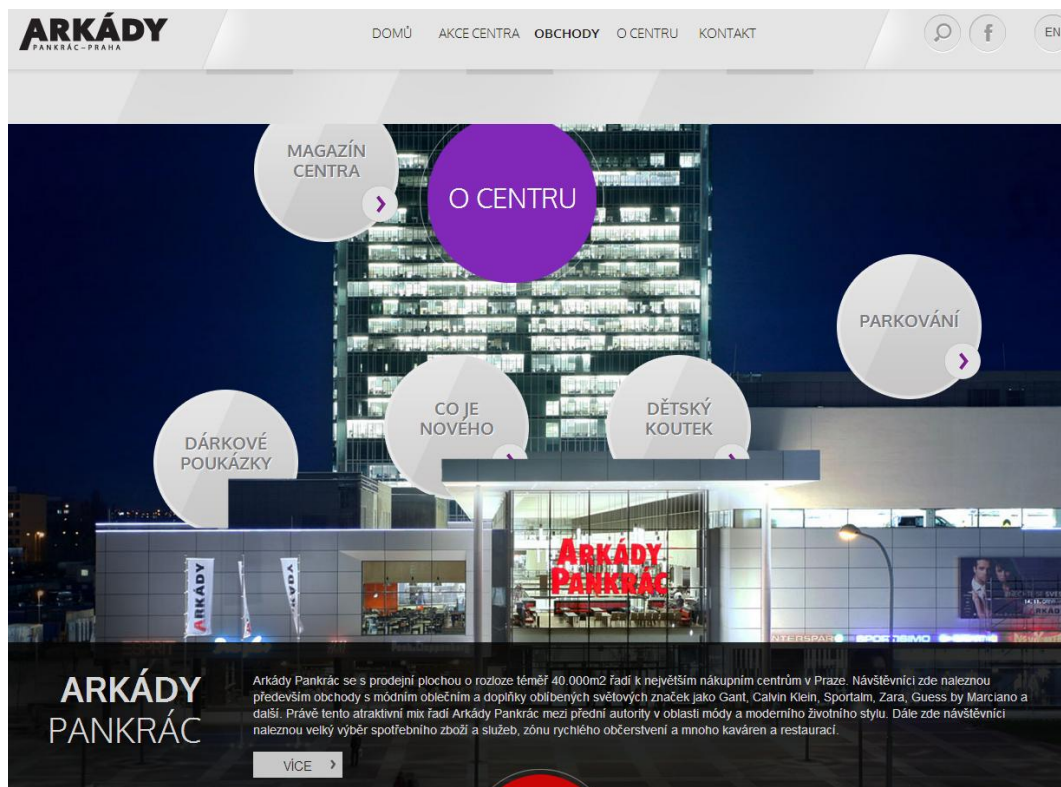 ARKÁDY
PANKRÁC–PRAHA
DOMŮ AKCE CENTRA OBCHODY O CENTRU KONTAKT
f
EN
MAGAZÍN
CENTRA
O CENTRU
PARKOVÁNÍ
CO JE
NOVÉHO
DĚTSKÝ
KOUTEK
DÁRKOVÉ
POUKÁZKY
ARKÁDY
PANKRÁC
ARKÁDY
INTERSPAR
SPORTISIMO
ARKÁDY
PANKRÁC
Arkády Pankrác se s prodejní plochou o rozloze téměř 40.000m2 řadí k největším nákupním centrům v Praze. Návštěvníci zde naleznou
především obchody s módním oblečním a doplňky oblíbených světových značek jako Gant, Calvin Klein, Sportalm, Zara, Guess by Marciano a
další. Právě tento atraktivní mix řadí Arkády Pankrác mezi přední autority v oblasti módy a moderního životního stylu. Dále zde návštěvníci
naleznou velký výběr spotřebního zboží a služeb, zónu rychlého občerstvení a mnoho kaváren a restaurací.
VÍCE